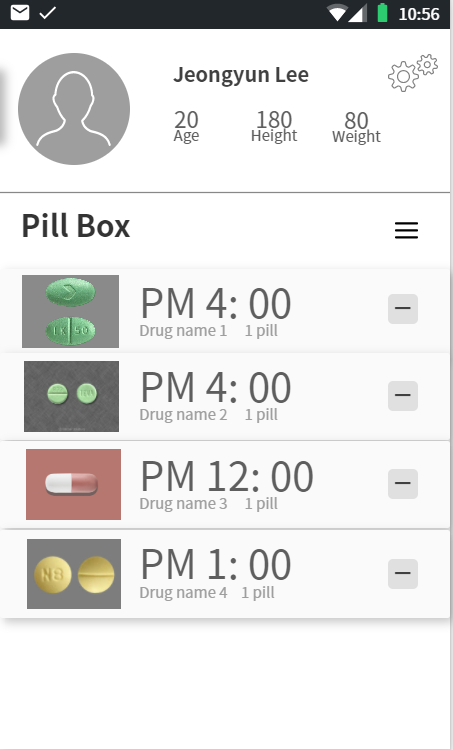 10:56
Jeongyun Lee
20 180 80
Age Height Weight
Pill Box
PM 4: 00
Drug name 1 1 pill
PM 4: 00
Drug name 2 1 pill
PM 12: 00
Drug name 3 1 pill
PM 1: 00
Drug name 4 1 pill